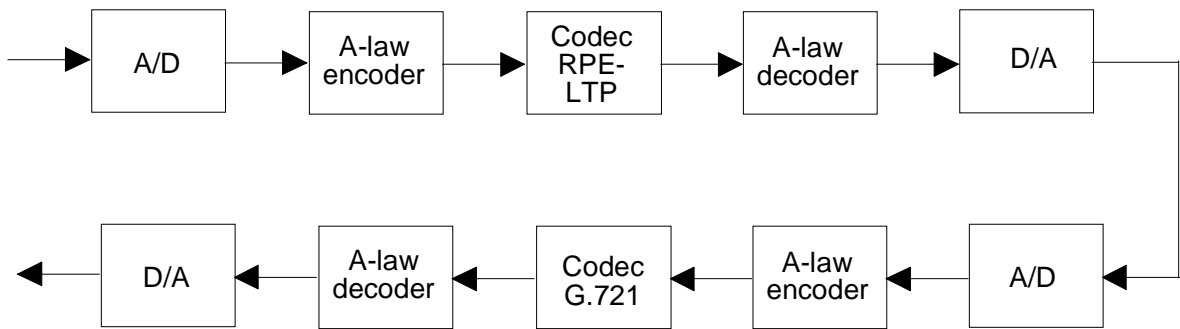 A/D
A-law
encoder
Codec
RPE-
LTP
A-law
decoder
D/A
D/A
A-law
decoder
Codec
G.721
A-law
encoder
A/D